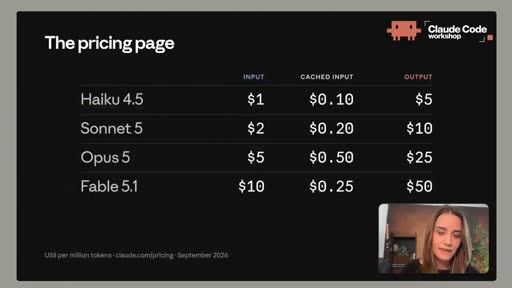 Claude Code
workshop
The pricing page
INPUT CACHED INPUT OUTPUT
Haiku 4.5 $1 $0.10 $5
Sonnet 5 $2 $0.20 $10
Opus 5 $5 $0.50 $25
Fable 5.1 $10 $0.25 $50
US$ per million tokens · claude.com/pricing · September 2026